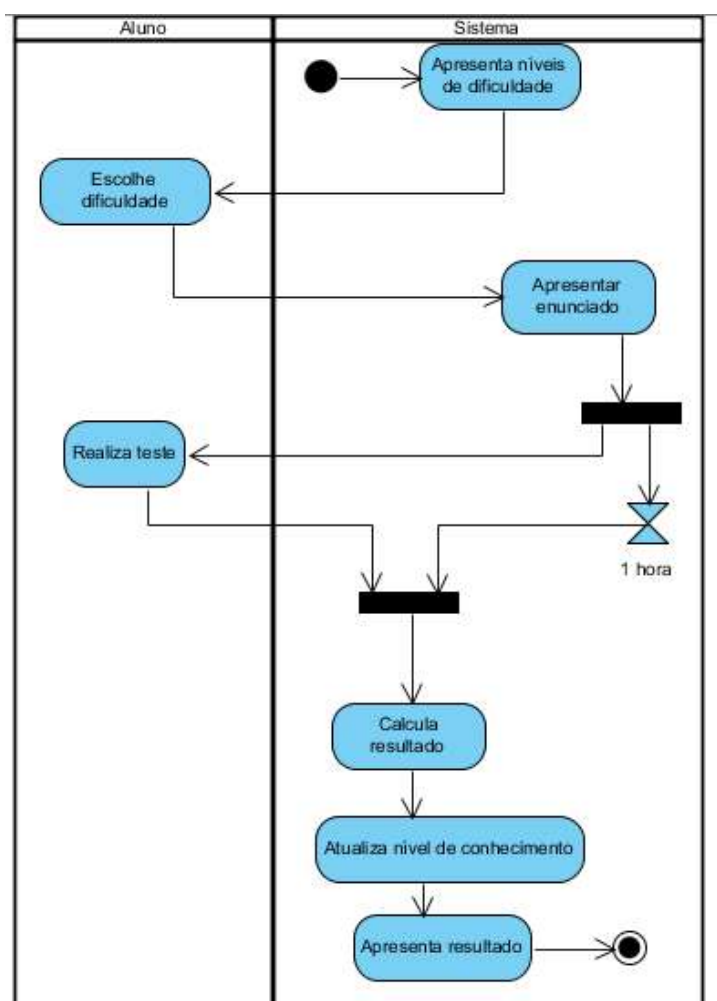 Aluno
Sistema
Apresenta níveis
de dificuldade
Escolhe
dificuldade
Apresentar
enunciado
Realiza teste
1 hora
Calcula
resultado
Atualiza nivel de conhecimento
Apresenta resultado